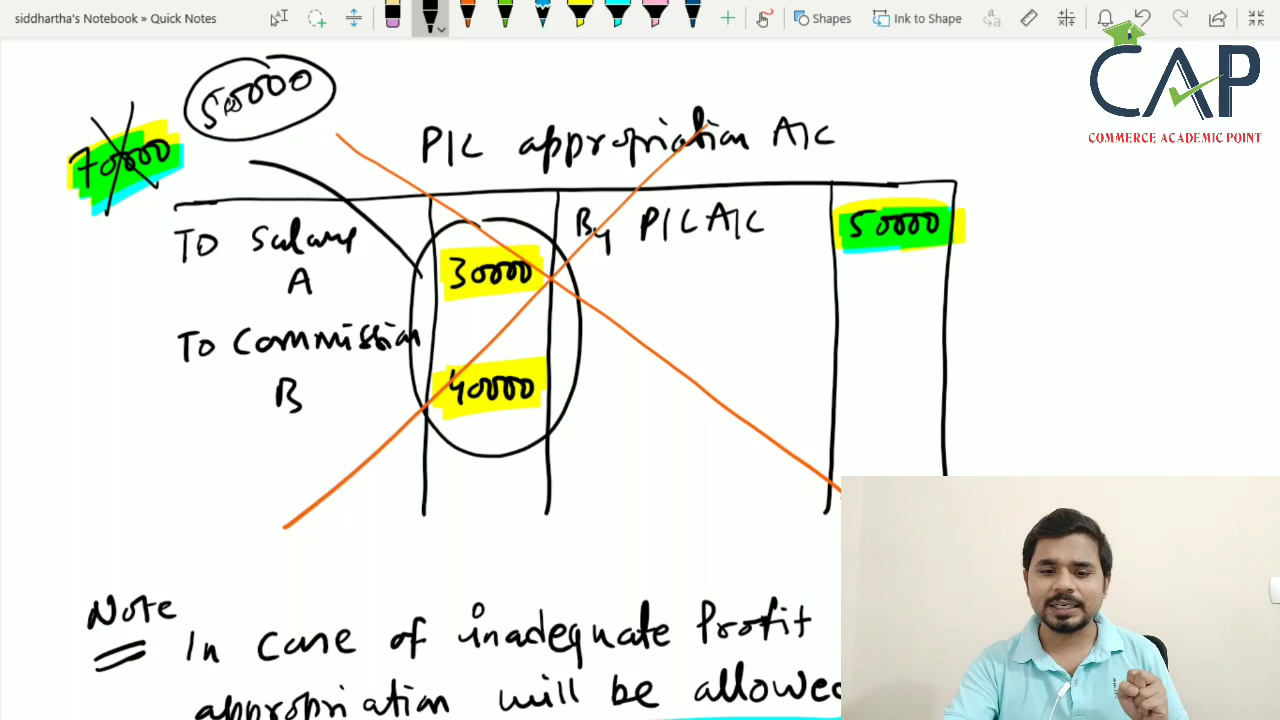 siddhartha's Notebook » Quick Notes
Shapes
Ink to Shape
CAP
COMMERCE ACADEMIC POINT
50000
70000
P/L appropriation A/C
To Salary
A
30000
By P/L A/C
50000
To Commission
B
40000
Note
In case of inadequate Profit
appropriation will be allowed